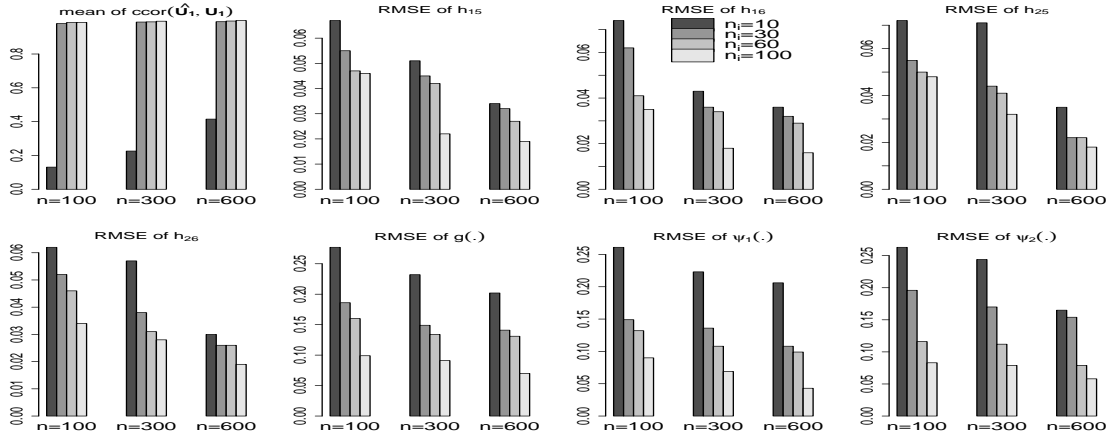 mean of ccor(Û₁, U₁)
0.0 0.2 0.4 0.6 0.8
n=100 n=300 n=600
RMSE of h₁₅
0.00 0.01 0.02 0.03 0.04 0.05 0.06
n=100 n=300 n=600
RMSE of h₁₆
0.00 0.02 0.04 0.06
nᵢ=10
nᵢ=30
nᵢ=60
nᵢ=100
n=100 n=300 n=600
RMSE of h₂₅
0.00 0.02 0.04 0.06
n=100 n=300 n=600
RMSE of h₂₆
0.00 0.01 0.02 0.03 0.04 0.05 0.06
n=100 n=300 n=600
RMSE of g(.)
0.00 0.05 0.10 0.15 0.20 0.25
n=100 n=300 n=600
RMSE of ψ₁(.)
0.00 0.05 0.10 0.15 0.20 0.25
n=100 n=300 n=600
RMSE of ψ₂(.)
0.00 0.05 0.10 0.15 0.20 0.25
n=100 n=300 n=600